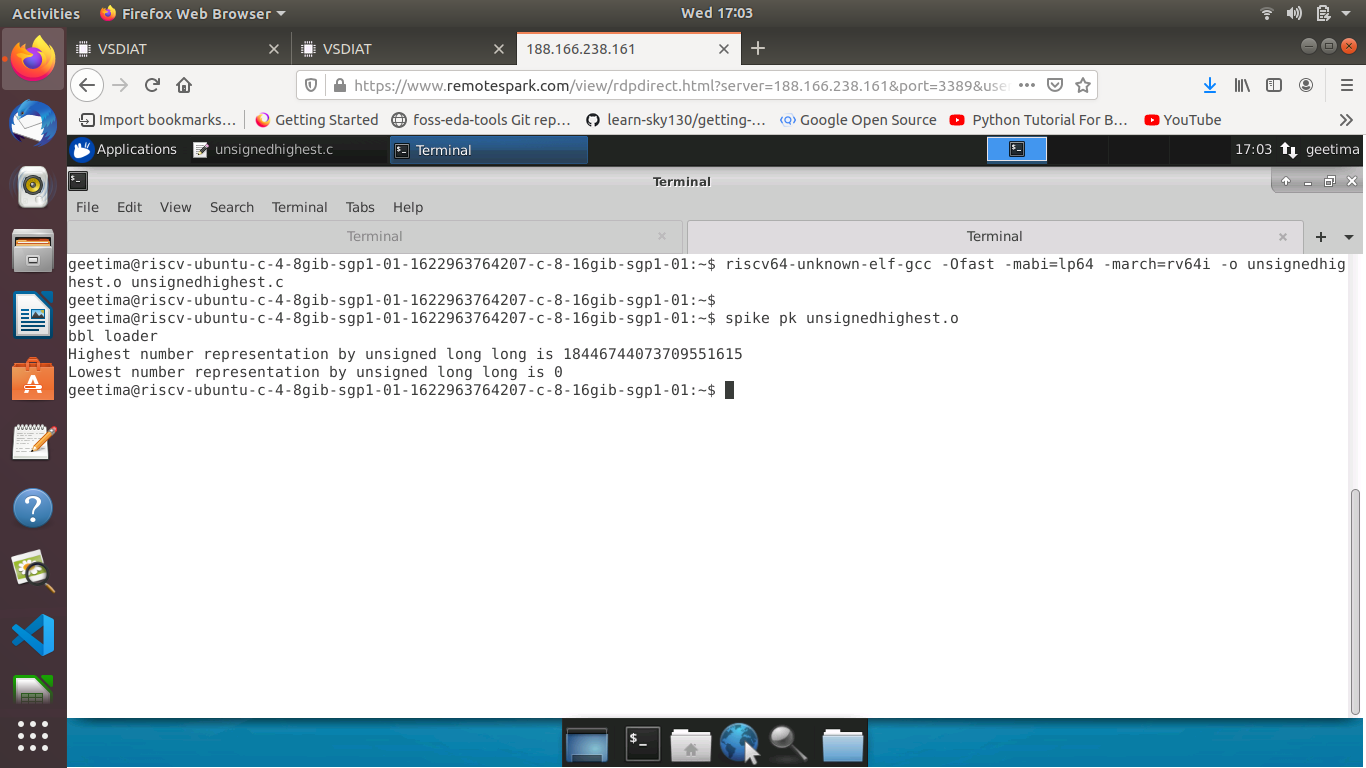 Activities Firefox Web Browser Wed 17:03
VSDIAT VSDIAT 188.166.238.161
https://www.remotespark.com/view/rdpdirect.html?server=188.166.238.161&port=3389&use
Import bookmarks… Getting Started foss-eda-tools Git rep… learn-sky130/getting-… Google Open Source Python Tutorial For B… YouTube
Applications unsignedhighest.c Terminal 17:03 geetima
Terminal
File Edit View Search Terminal Tabs Help
Terminal Terminal
geetima@riscv-ubuntu-c-4-8gib-sgp1-01-1622963764207-c-8-16gib-sgp1-01:~$ riscv64-unknown-elf-gcc -Ofast -mabi=lp64 -march=rv64i -o unsignedhig
hest.o unsignedhighest.c
geetima@riscv-ubuntu-c-4-8gib-sgp1-01-1622963764207-c-8-16gib-sgp1-01:~$
geetima@riscv-ubuntu-c-4-8gib-sgp1-01-1622963764207-c-8-16gib-sgp1-01:~$ spike pk unsignedhighest.o
bbl loader
Highest number representation by unsigned long long is 18446744073709551615
Lowest number representation by unsigned long long is 0
geetima@riscv-ubuntu-c-4-8gib-sgp1-01-1622963764207-c-8-16gib-sgp1-01:~$